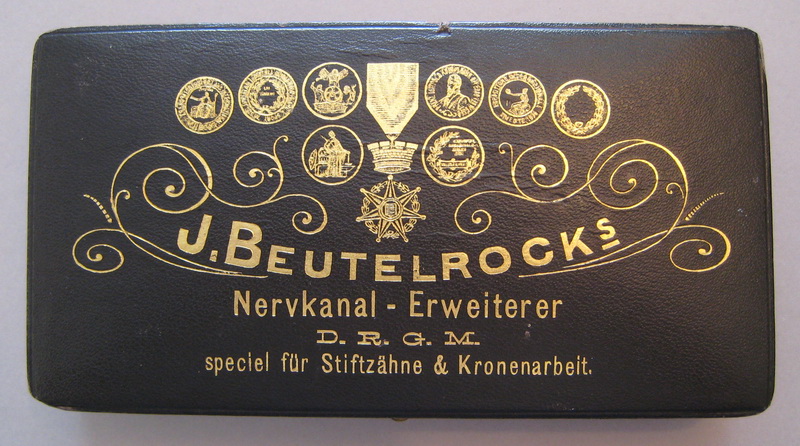 J. BEUTELROCKs
Nervkanal - Erweiterer
D. R. G. M.
speciel für Stiftzähne & Kronenarbeit.